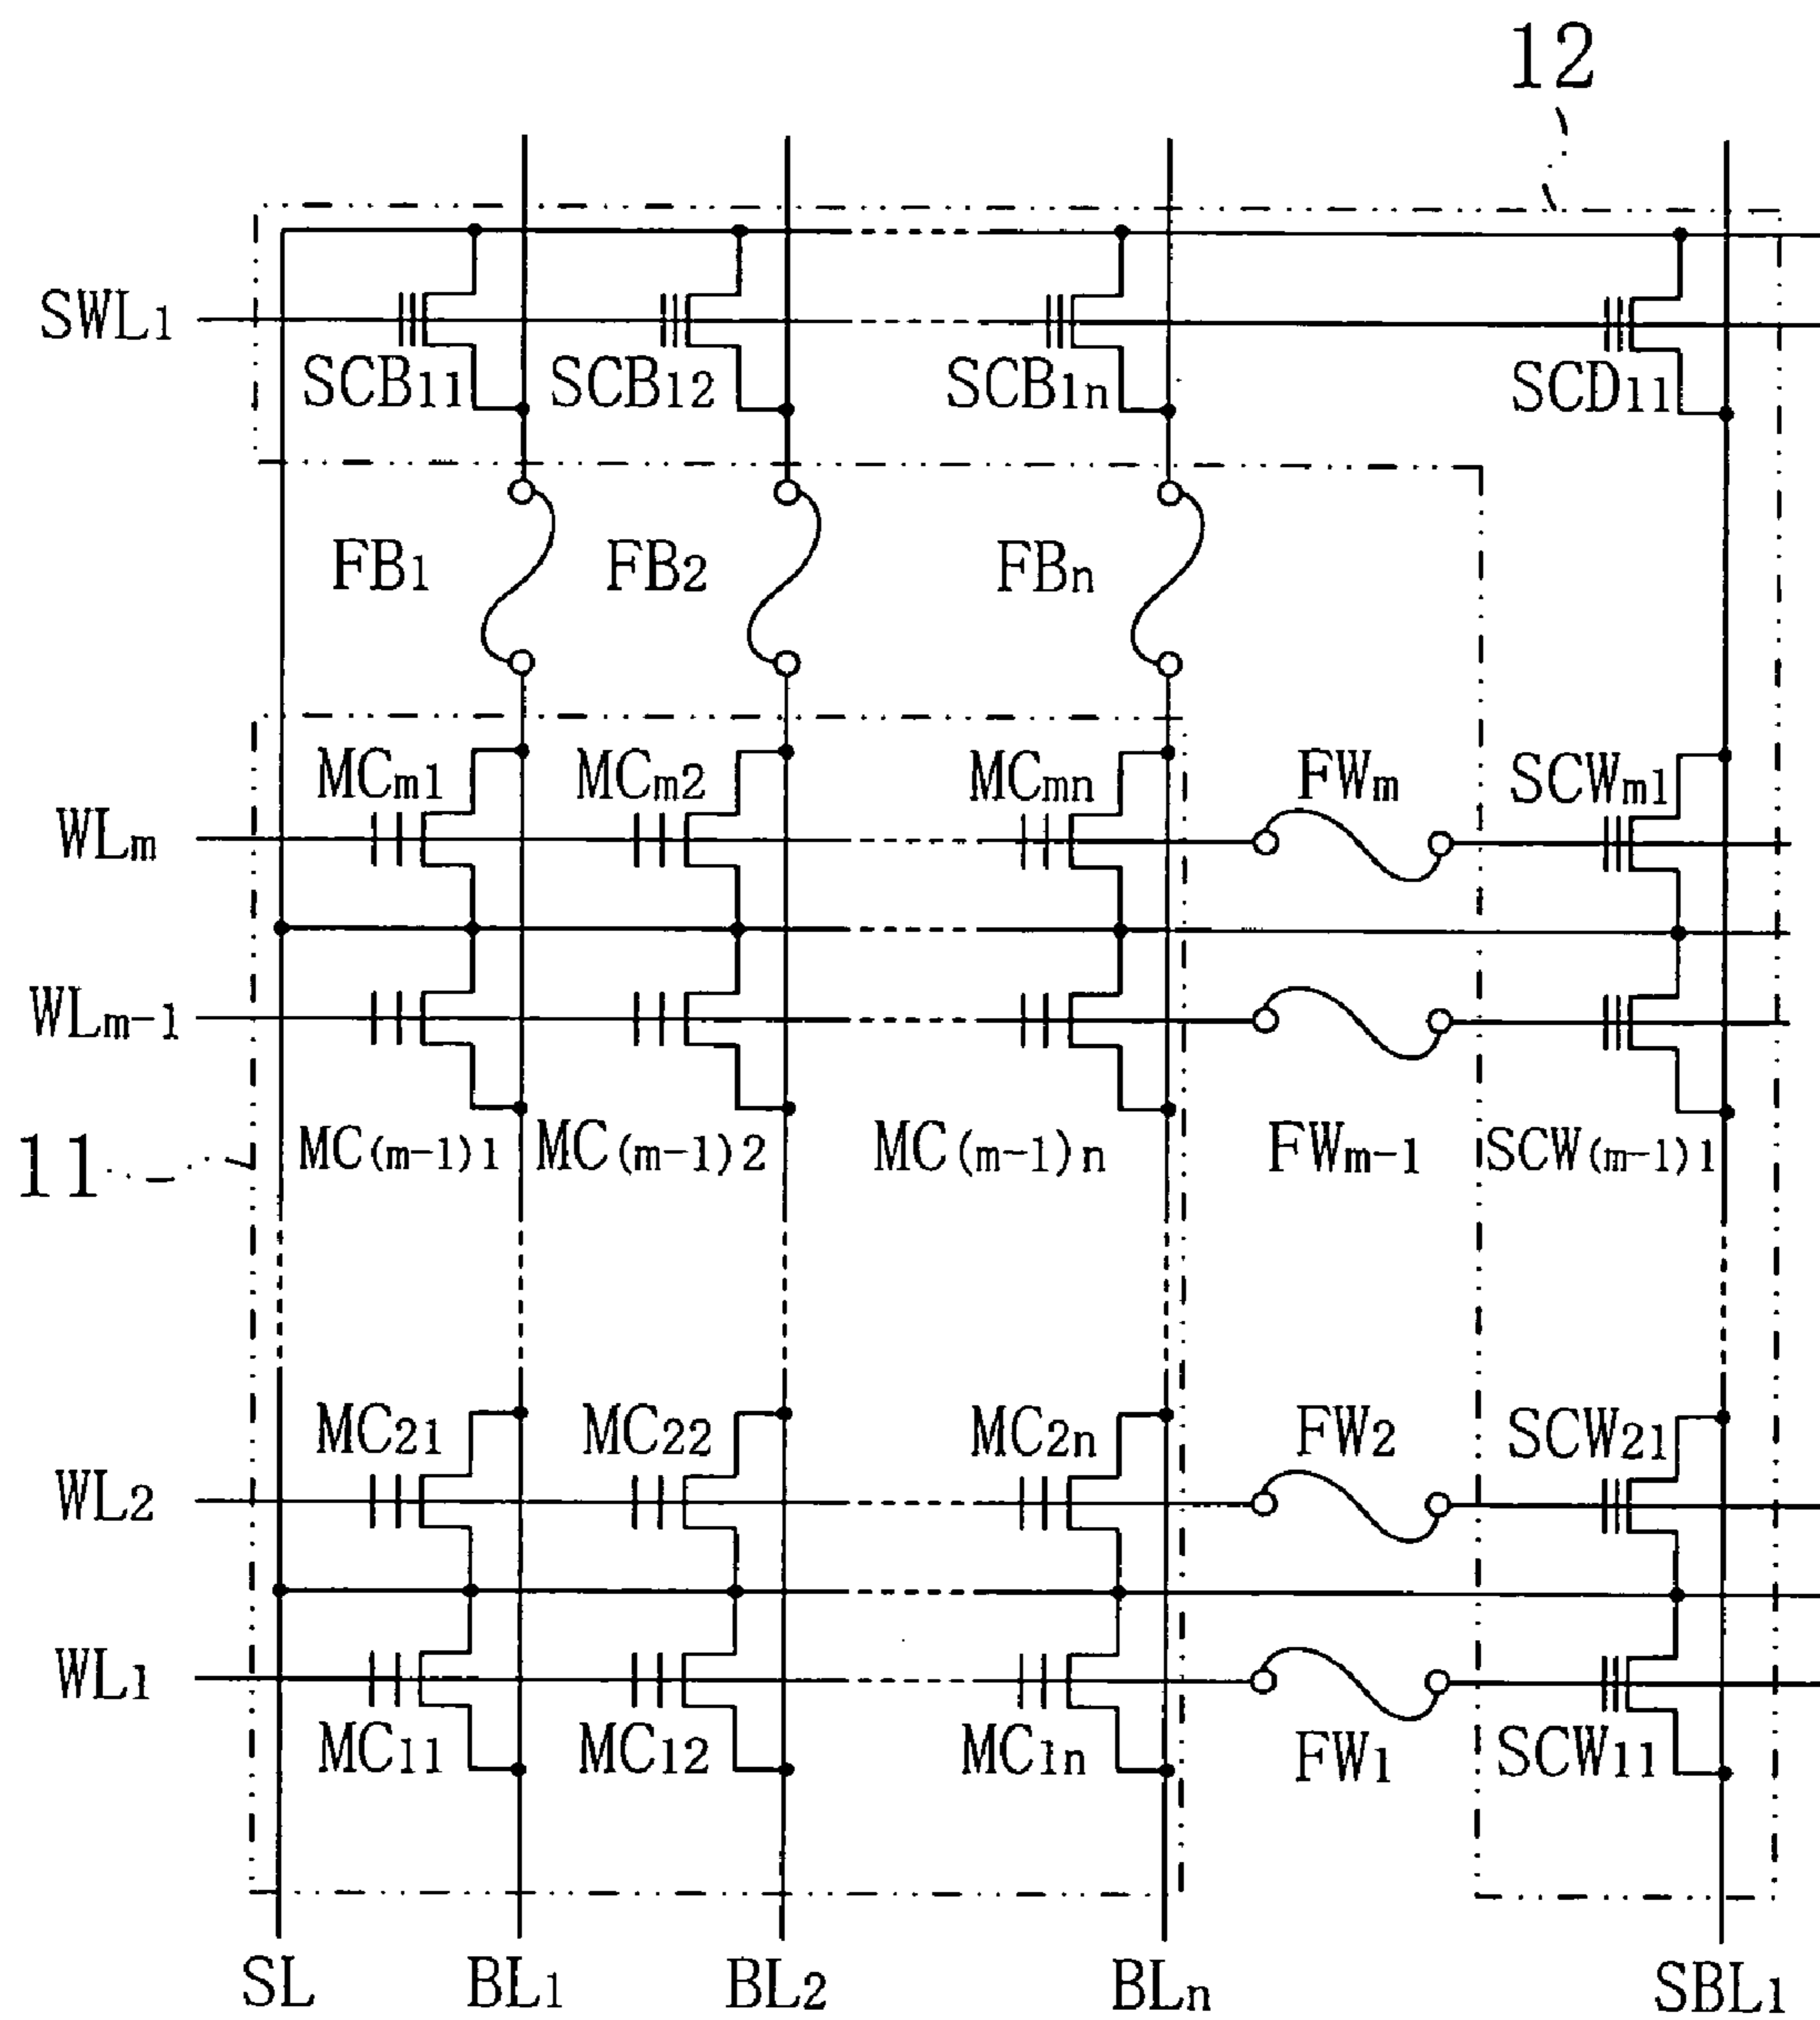 12
SWL1
SCB11 SCB12 SCB1n SCD11
FB1 FB2 FBn
MCm1 MCm2 MCmn FWm SCWm1
WLm
WLm-1
MC(m-1)1 MC(m-1)2 MC(m-1)n FWm-1 SCW(m-1)1
11
MC21 MC22 MC2n FW2 SCW21
WL2
WL1
MC11 MC12 MC1n FW1 SCW11
SL BL1 BL2 BLn SBL1